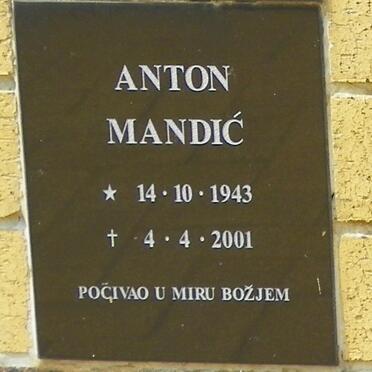 ANTON
MANDIĆ
★ 14·10·1943
† 4·4·2001
POČIVAO U MIRU BOŽJEM